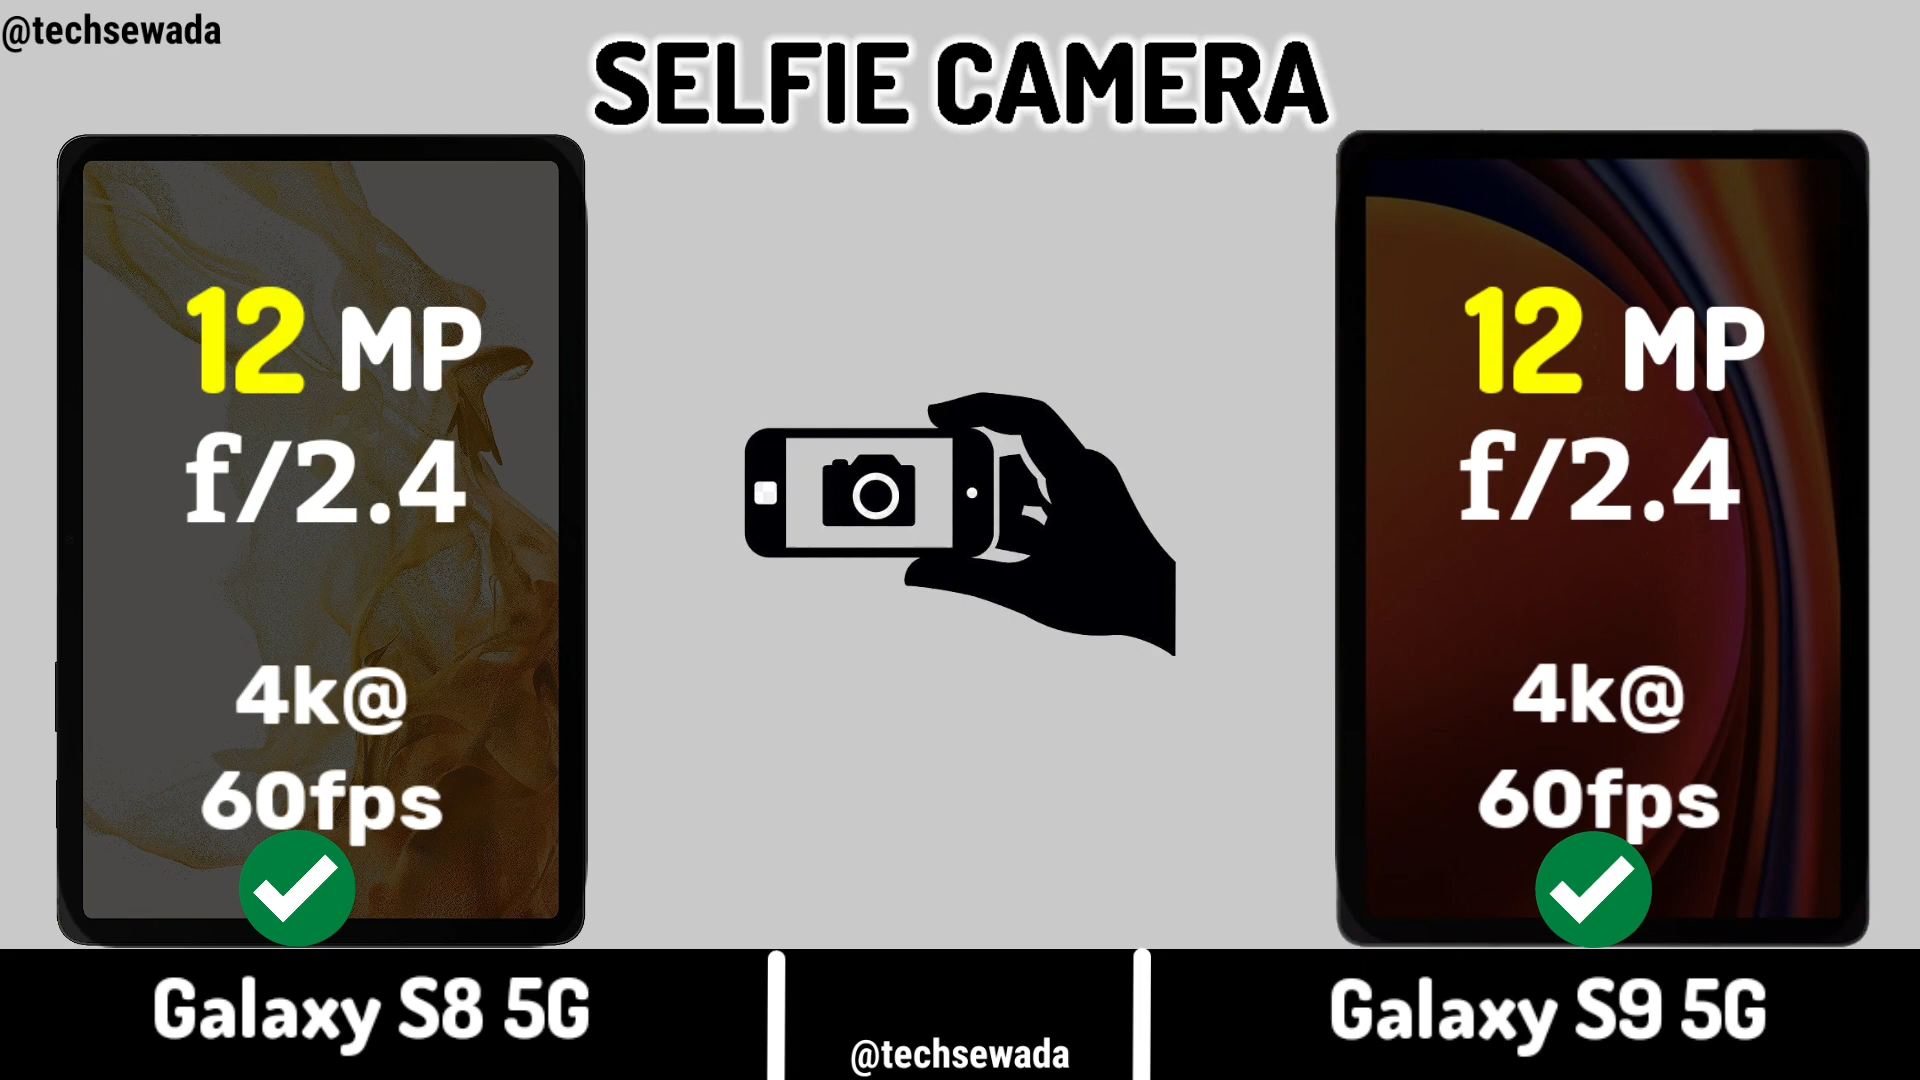 @techsewada
SELFIE CAMERA
12 MP
f/2.4
4k@
60fps
12 MP
f/2.4
4k@
60fps
Galaxy S8 5G
@techsewada
Galaxy S9 5G